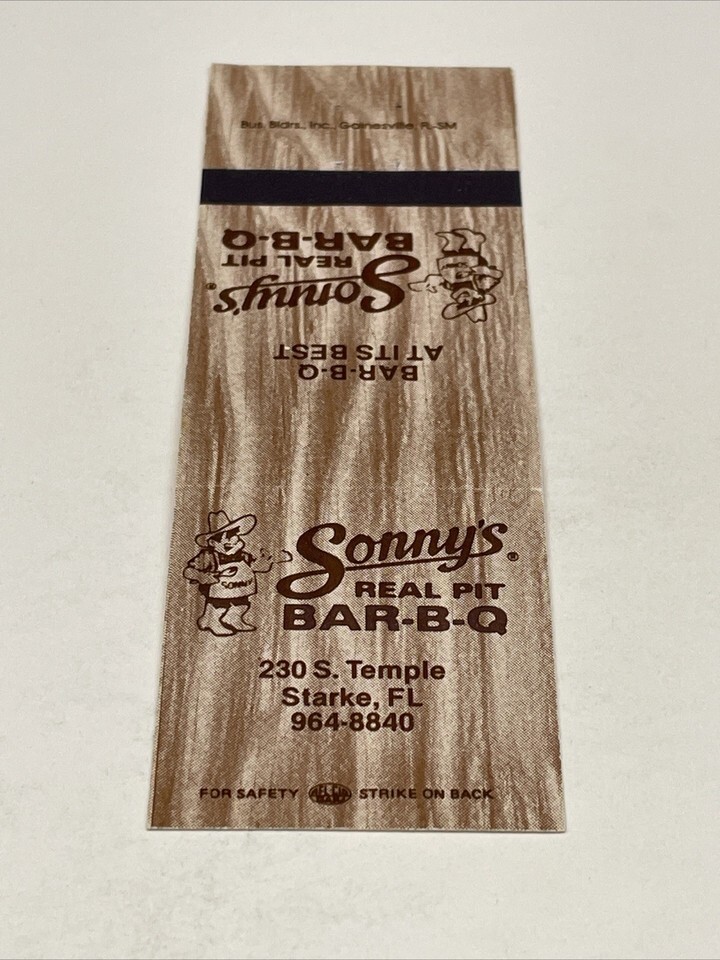 Bus. Bldrs., Inc., Gainesville, FL-SM
Sonny's®
REAL PIT
BAR-B-Q
BAR-B-Q
AT ITS BEST
SONNY
Sonny's®
REAL PIT
BAR-B-Q
230 S. Temple
Starke, FL
964-8840
FOR SAFETY STRIKE ON BACK